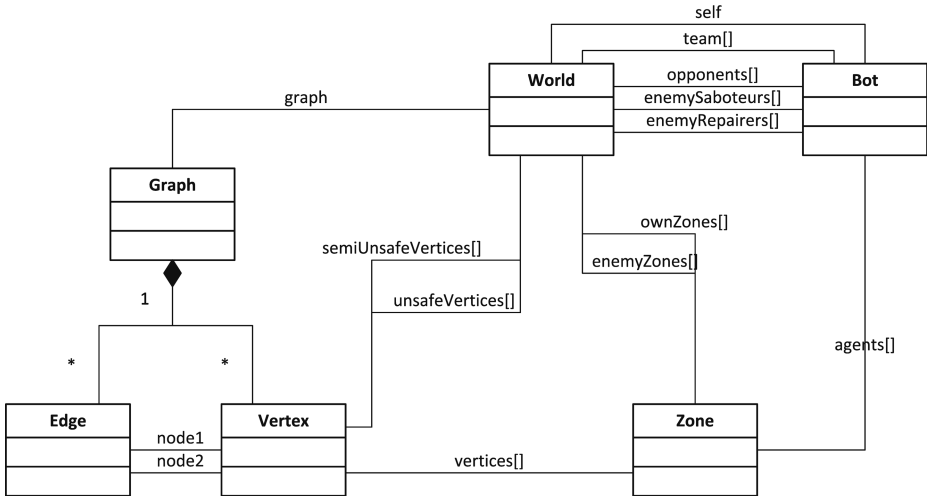 self
team[]
World
opponents[]
Bot
enemySaboteurs[]
enemyRepairers[]
graph
Graph
semiUnsafeVertices[]
ownZones[]
enemyZones[]
unsafeVertices[]
1
*
*
agents[]
Edge
Vertex
Zone
node1
node2
vertices[]